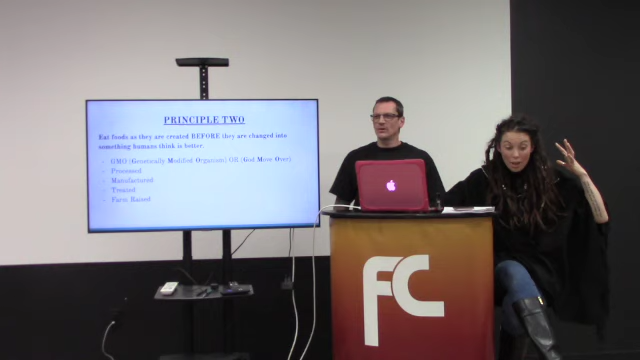 PRINCIPLE TWO
Eat foods as they are created BEFORE they are changed into
something humans think is better.
- GMO (Genetically Modified Organism) OR (God Move Over)
- Processed
- Manufactured
- Treated
- Farm Raised
FC